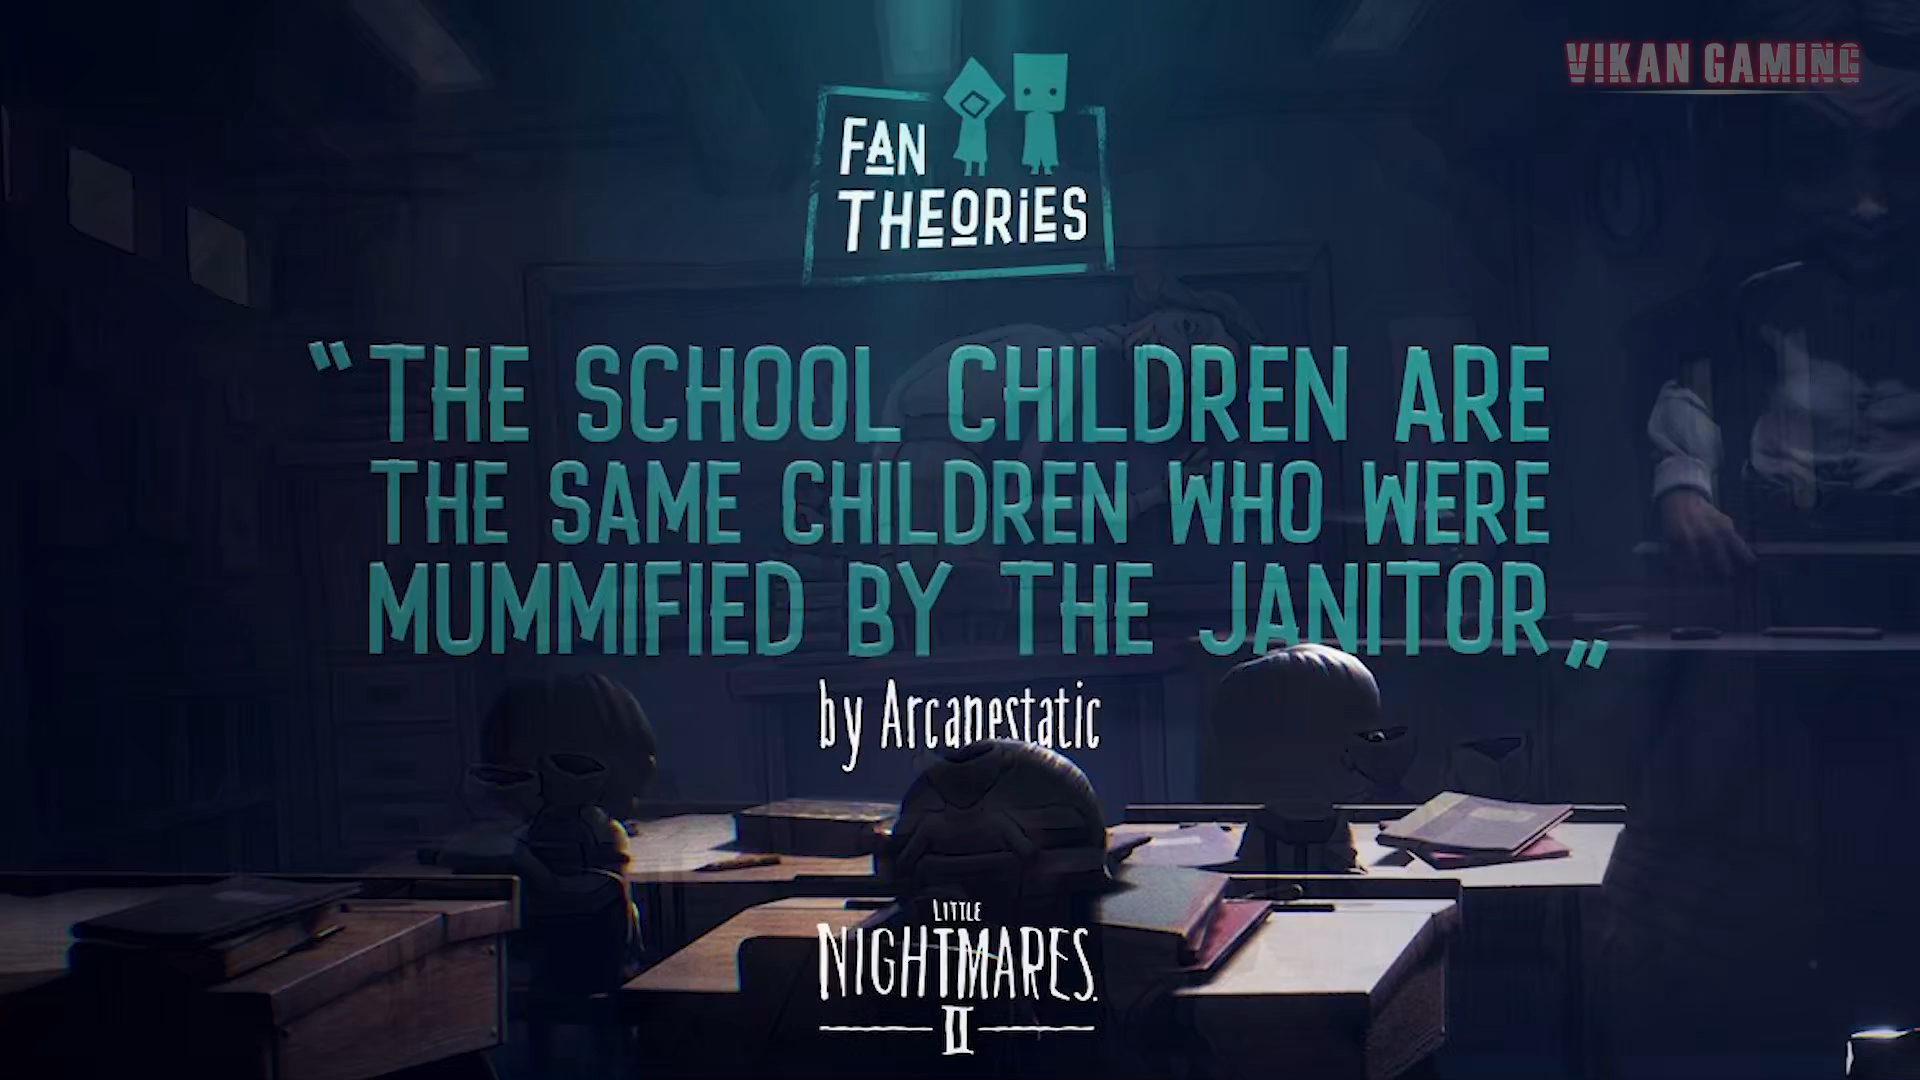 VIKAN GAMING
FAN
THEORIES
"THE SCHOOL CHILDREN ARE
THE SAME CHILDREN WHO WERE
MUMMIFIED BY THE JANITOR"
by Arcanestatic
LITTLE
NIGHTMARES
II